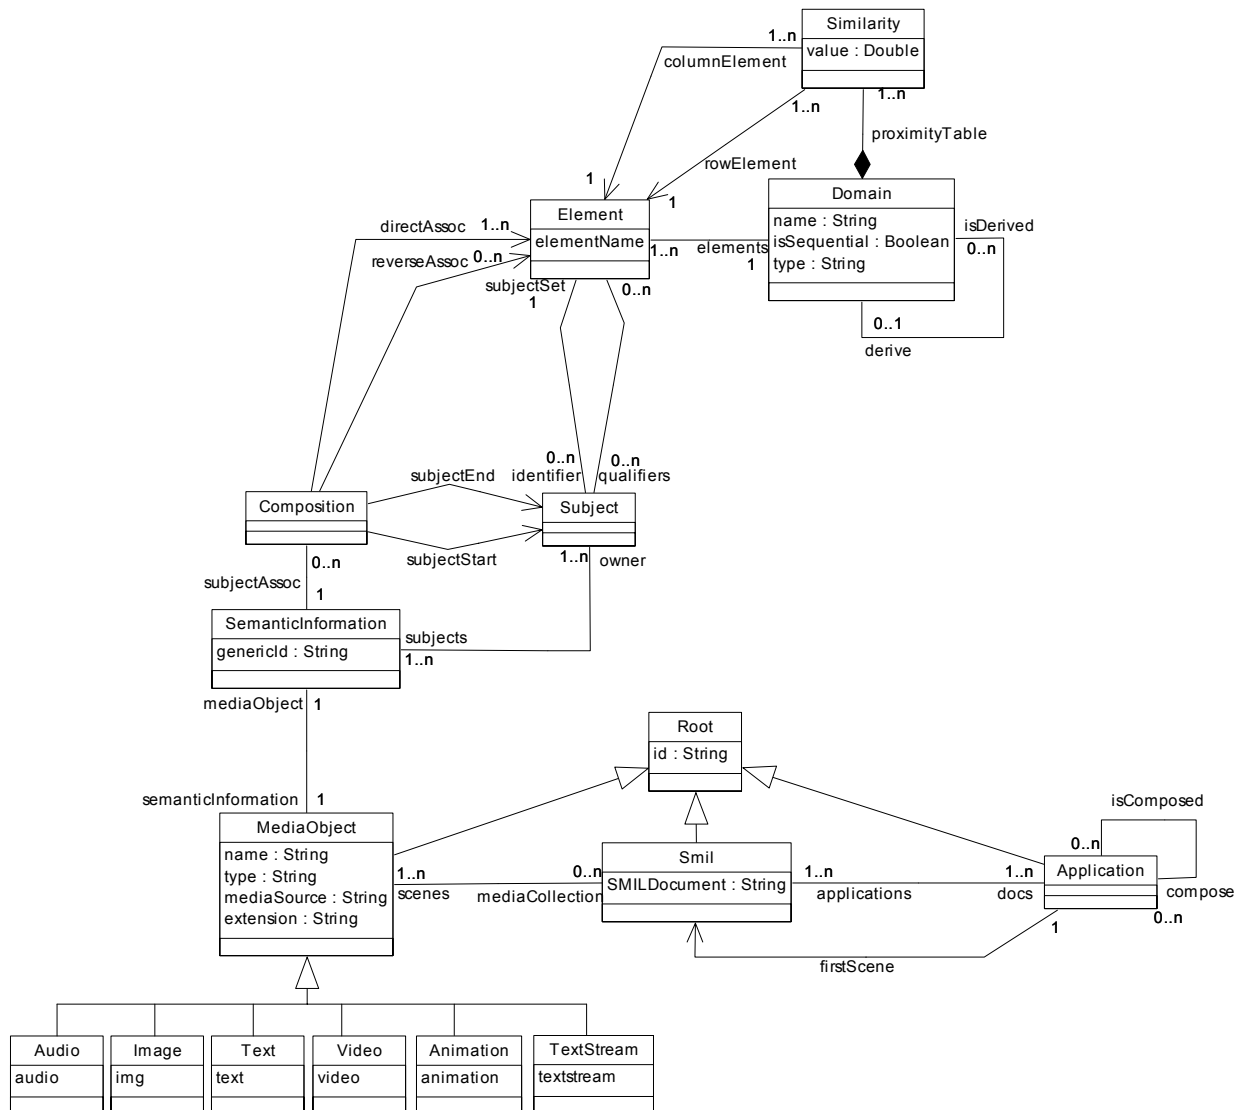 Similarity
value : Double
1..n
columnElement
1..n
1..n
proximityTable
rowElement
1
1
Domain
name : String
isSequential : Boolean
type : String
isDerived
0..n
0..1
derive
Element
elementName
directAssoc
1..n
reverseAssoc
0..n
1..n
elements
1
subjectSet
1
0..n
0..n
identifier
0..n
qualifiers
subjectEnd
Composition
Subject
subjectStart
0..n
subjectAssoc
1
1..n
owner
SemanticInformation
genericId : String
subjects
1..n
mediaObject
1
Root
id : String
semanticInformation
1
MediaObject
name : String
type : String
mediaSource : String
extension : String
1..n
scenes
0..n
mediaCollection
Smil
SMILDocument : String
1..n
applications
1..n
docs
isComposed
0..n
Application
compose
0..n
1
firstScene
Audio
audio
Image
img
Text
text
Video
video
Animation
animation
TextStream
textstream